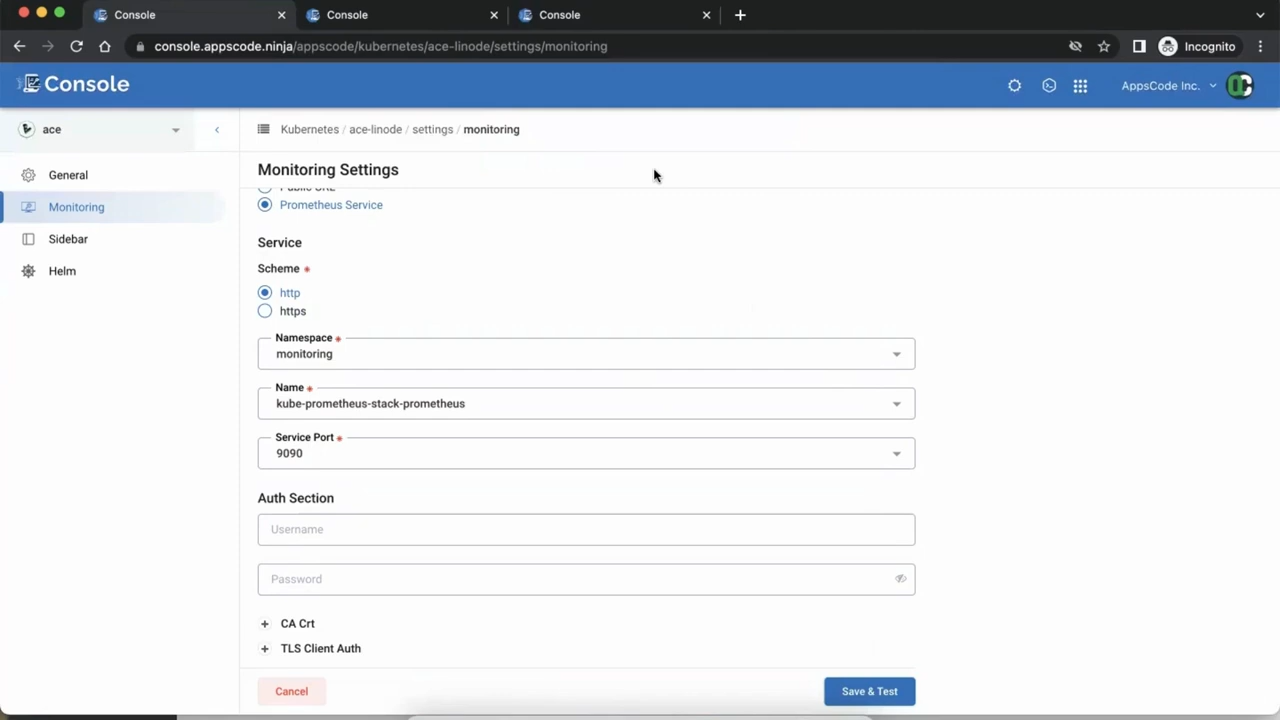 Console
Console
Console
console.appscode.ninja/appscode/kubernetes/ace-linode/settings/monitoring
Incognito
Console
AppsCode Inc.
ace
Kubernetes / ace-linode / settings / monitoring
General
Monitoring
Sidebar
Helm
Monitoring Settings
Public URL
Prometheus Service
Service
Scheme *
http
https
Namespace *
monitoring
Name *
kube-prometheus-stack-prometheus
Service Port *
9090
Auth Section
Username
Password
+ CA Crt
+ TLS Client Auth
Cancel
Save & Test